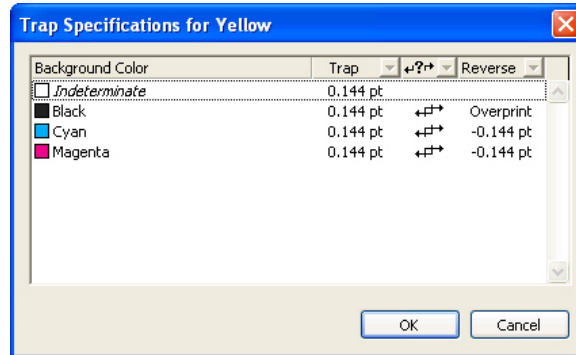 Trap Specifications for Yellow
Background Color Trap ↵?↱ Reverse
Indeterminate 0.144 pt
Black 0.144 pt Overprint
Cyan 0.144 pt -0.144 pt
Magenta 0.144 pt -0.144 pt
OK Cancel